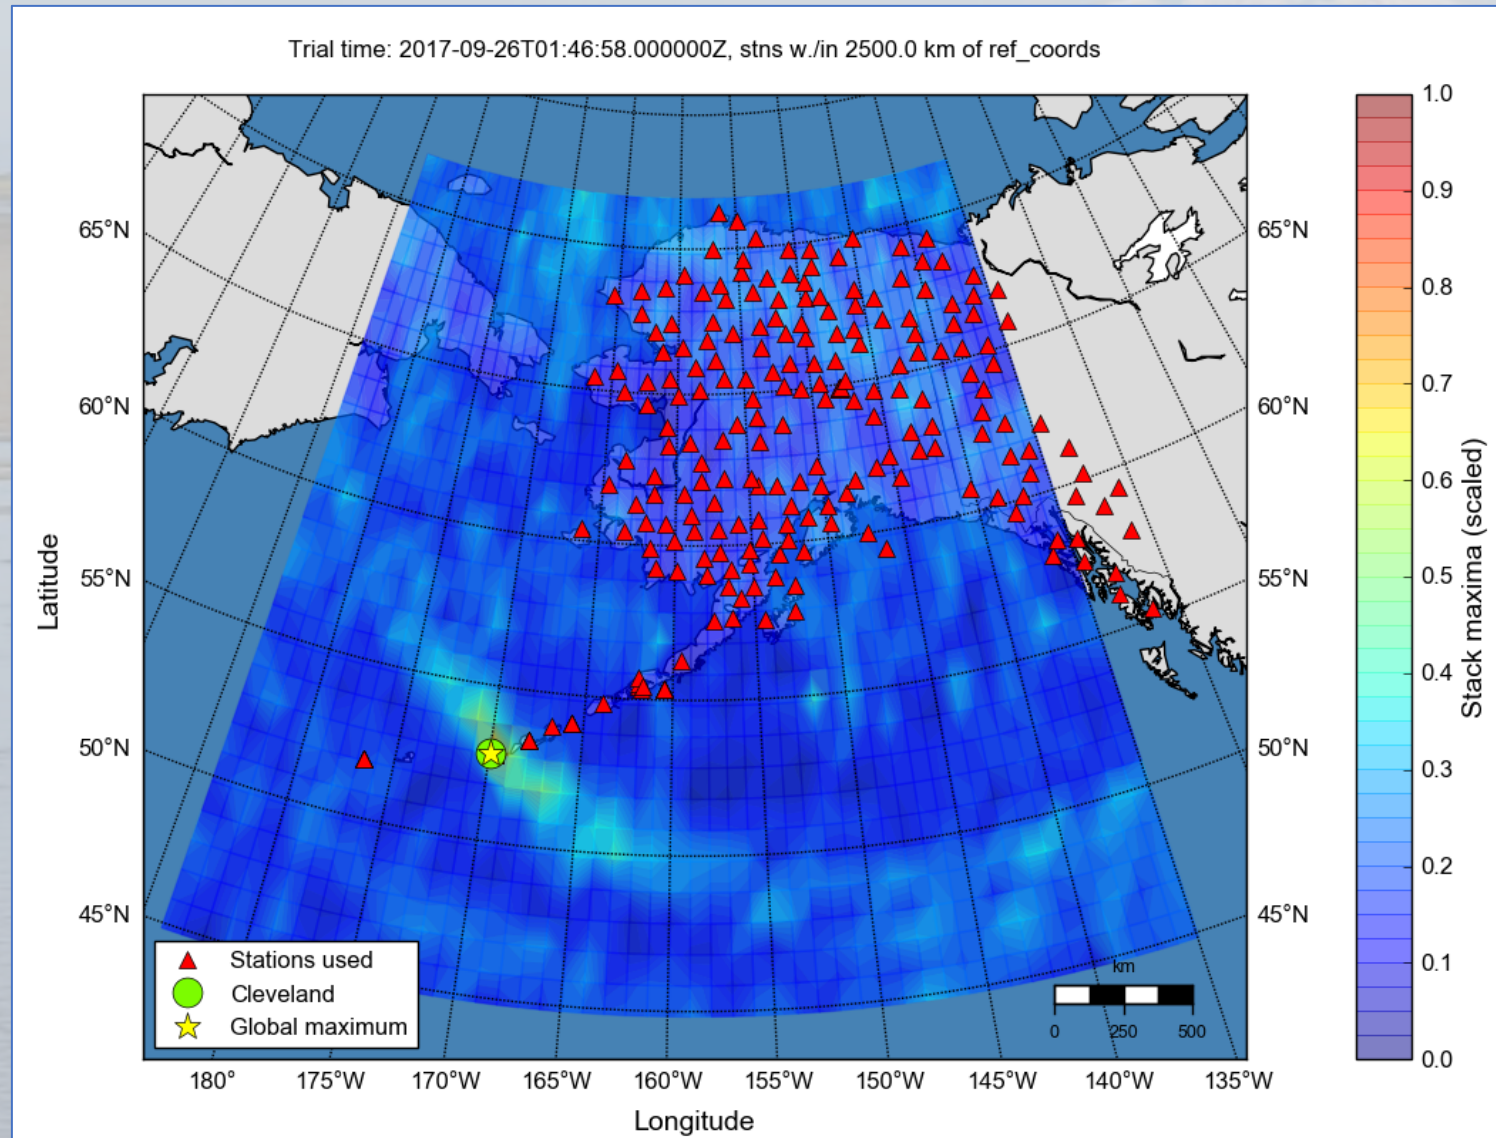 Trial time: 2017-09-26T01:46:58.000000Z, stns w./in 2500.0 km of ref_coords
65°N
60°N
55°N
50°N
45°N
Latitude
65°N
60°N
55°N
50°N
45°N
180°
175°W
170°W
165°W
160°W
155°W
150°W
145°W
140°W
135°W
Longitude
Stations used
Cleveland
Global maximum
km
0
250
500
1.0
0.9
0.8
0.7
0.6
0.5
0.4
0.3
0.2
0.1
0.0
Stack maxima (scaled)